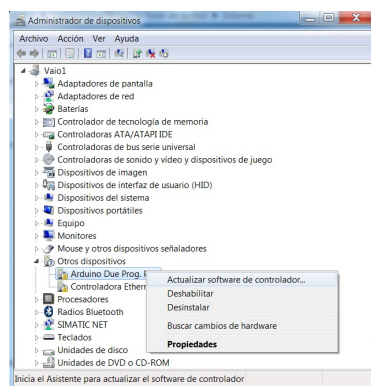 Administrador de dispositivos
Archivo Acción Ver Ayuda
Vaio1
Adaptadores de pantalla
Adaptadores de red
Baterías
Controlador de tecnología de memoria
Controladoras ATA/ATAPI IDE
Controladoras de bus serie universal
Controladoras de sonido y vídeo y dispositivos de juego
Dispositivos de imagen
Dispositivos de interfaz de usuario (HID)
Dispositivos del sistema
Dispositivos portátiles
Equipo
Monitores
Mouse y otros dispositivos señaladores
Otros dispositivos
Arduino Due Prog.
Controladora Ethern
Procesadores
Radios Bluetooth
SIMATIC NET
Teclados
Unidades de disco
Unidades de DVD o CD-ROM
Actualizar software de controlador...
Deshabilitar
Desinstalar
Buscar cambios de hardware
Propiedades
Inicia el Asistente para actualizar el software de controlador